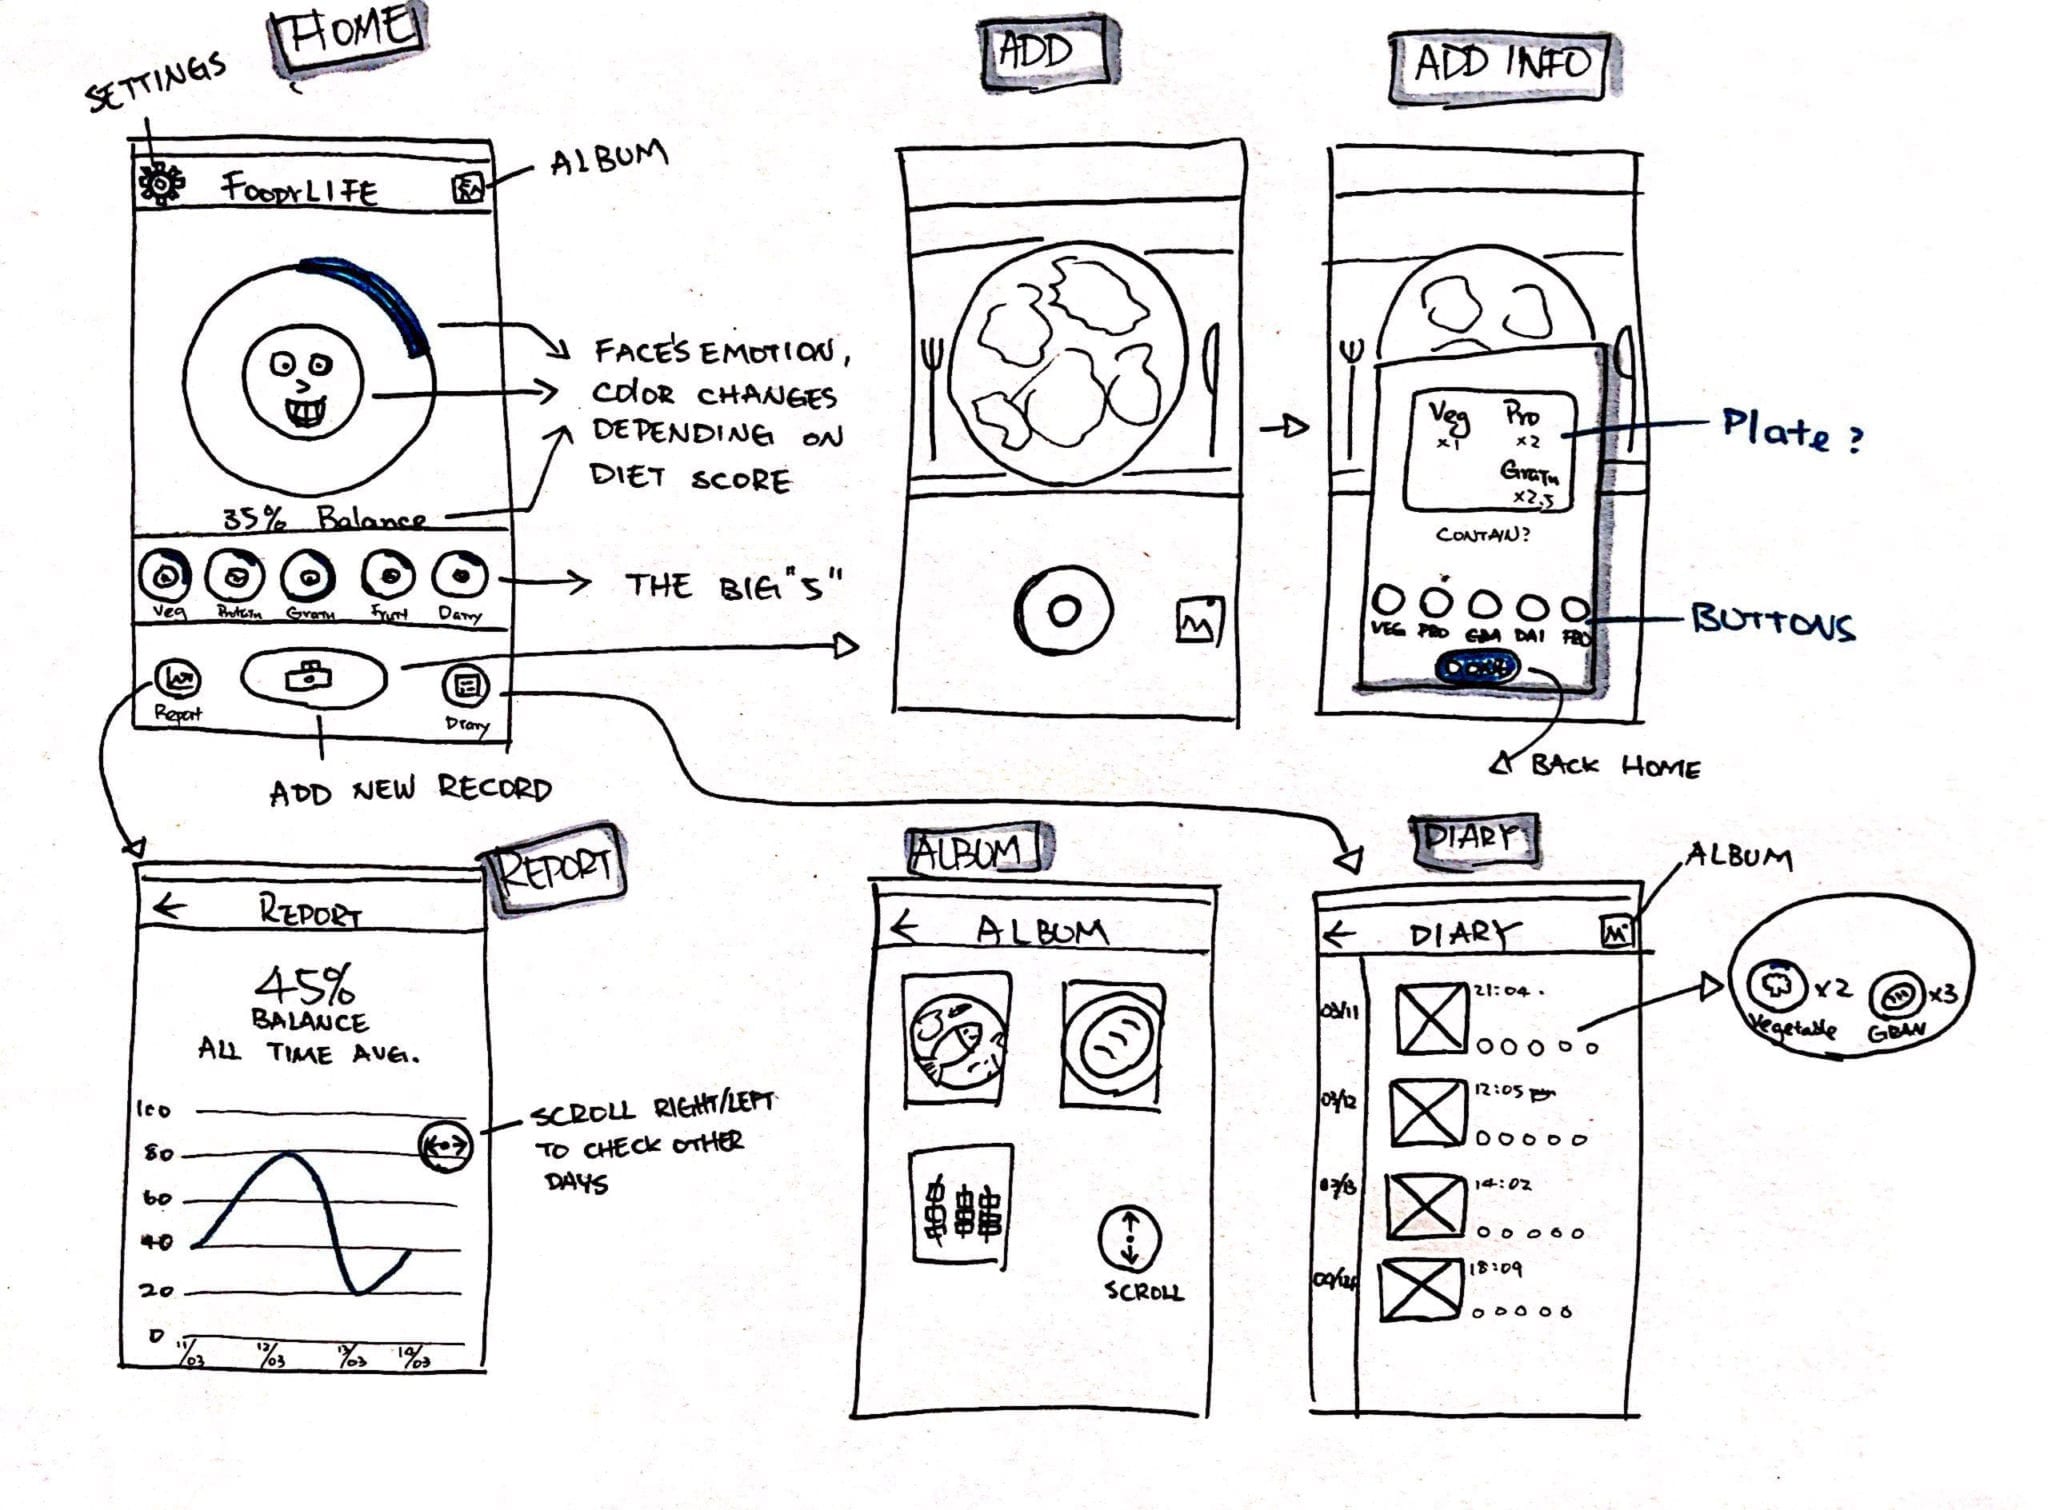 HOME
SETTINGS
ALBUM
FOODYLIFE
FACE'S EMOTION,
COLOR CHANGES
DEPENDING ON
DIET SCORE
35% Balance
THE BIG "5"
Veg
Protein
Grain
Fruit
Dairy
Report
Diary
ADD NEW RECORD
ADD
ADD INFO
Veg
x1
Pro
x2
Grain
x2.5
Plate?
CONTAIN?
VEG
PRO
GRA
DAI
BUTTONS
DONE
BACK HOME
REPORT
REPORT
45%
BALANCE
ALL TIME AVG.
100
80
60
40
20
0
11/03
12/03
13/03
14/03
SCROLL RIGHT/LEFT
TO CHECK OTHER
DAYS
ALBUM
ALBUM
SCROLL
DIARY
ALBUM
DIARY
03/11
21:04
03/12
12:05
03/13
14:02
18:09
x2
Vegetable
x3